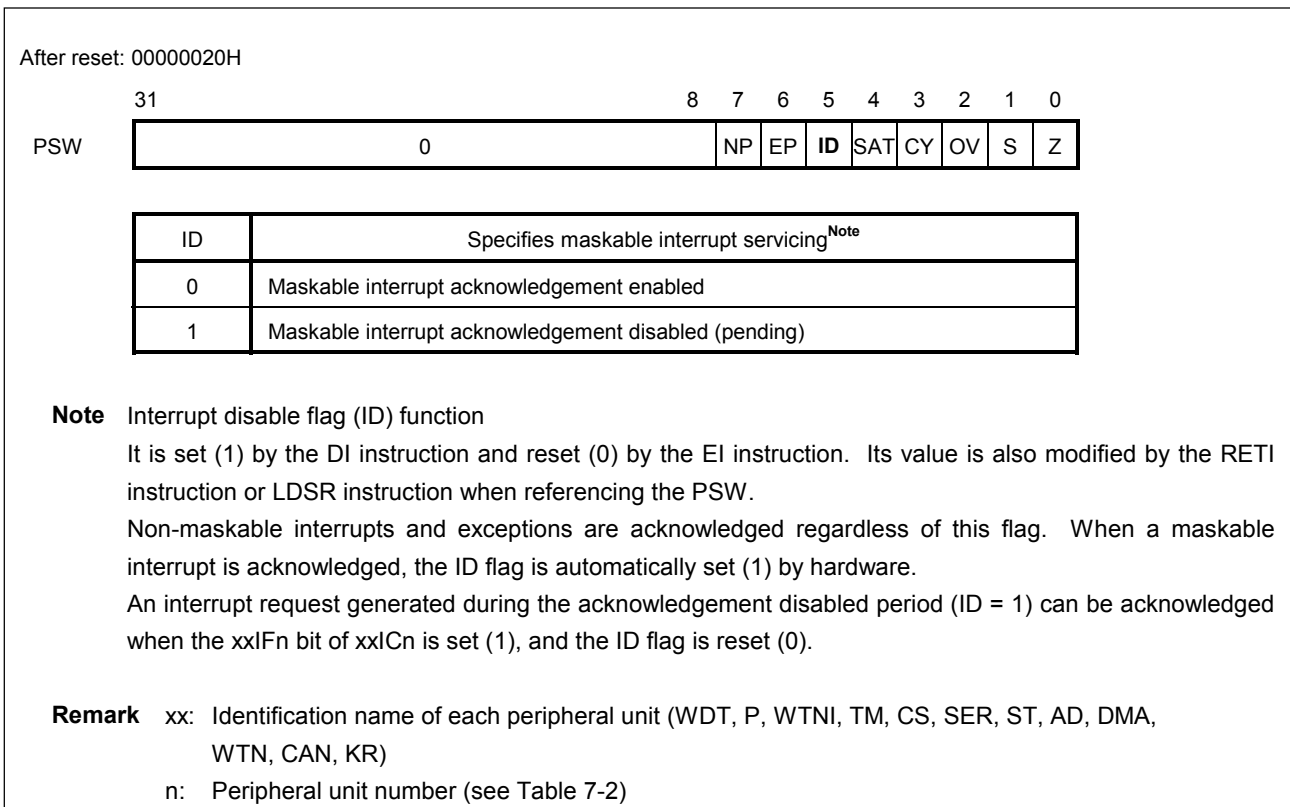 After reset: 00000020H
31 8 7 6 5 4 3 2 1 0
PSW 0 NP EP ID SAT CY OV S Z
ID Specifies maskable interrupt servicingNote
0 Maskable interrupt acknowledgement enabled
1 Maskable interrupt acknowledgement disabled (pending)
Note Interrupt disable flag (ID) function
It is set (1) by the DI instruction and reset (0) by the EI instruction. Its value is also modified by the RETI
instruction or LDSR instruction when referencing the PSW.
Non-maskable interrupts and exceptions are acknowledged regardless of this flag. When a maskable
interrupt is acknowledged, the ID flag is automatically set (1) by hardware.
An interrupt request generated during the acknowledgement disabled period (ID = 1) can be acknowledged
when the xxIFn bit of xxICn is set (1), and the ID flag is reset (0).
Remark xx: Identification name of each peripheral unit (WDT, P, WTNI, TM, CS, SER, ST, AD, DMA,
WTN, CAN, KR)
n: Peripheral unit number (see Table 7-2)